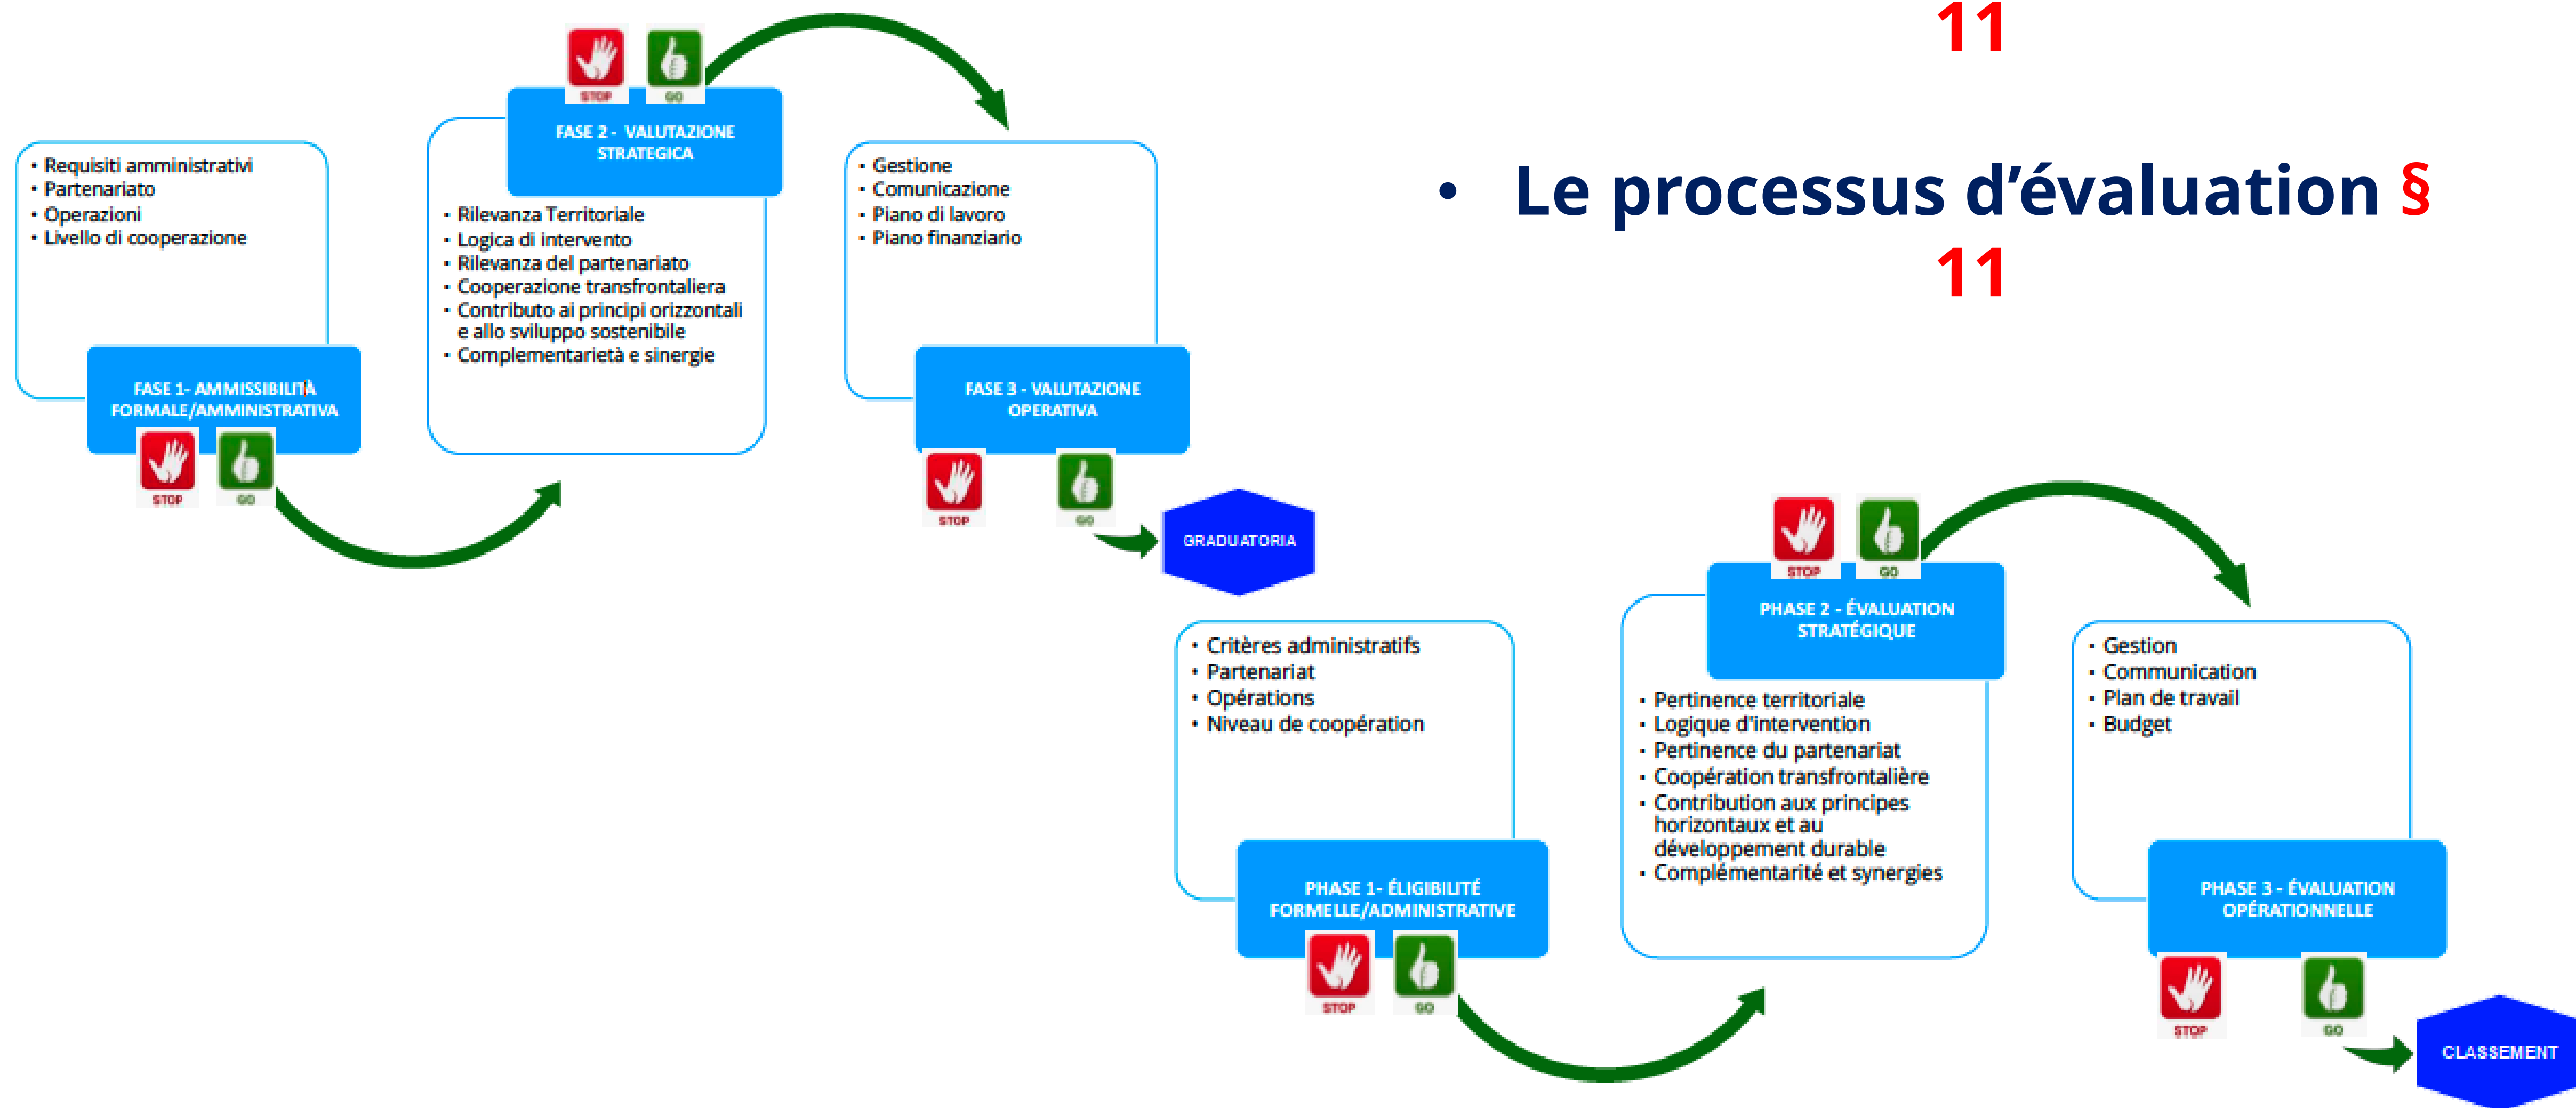 11
• Le processus d’évaluation §
11
STOP
GO
FASE 2 - VALUTAZIONE
STRATEGICA
• Requisiti amministrativi
• Partenariato
• Operazioni
• Livello di cooperazione
FASE 1- AMMISSIBILITÀ
FORMALE/AMMINISTRATIVA
STOP
GO
▪ Rilevanza Territoriale
▪ Logica di intervento
▪ Rilevanza del partenariato
▪ Cooperazione transfrontaliera
▪ Contributo ai principi orizzontali
e allo sviluppo sostenibile
▪ Complementarietà e sinergie
▪ Gestione
▪ Comunicazione
▪ Piano di lavoro
▪ Piano finanziario
FASE 3 - VALUTAZIONE
OPERATIVA
STOP
GO
GRADUATORIA
• Critères administratifs
• Partenariat
• Opérations
• Niveau de coopération
PHASE 1- ÉLIGIBILITÉ
FORMELLE/ADMINISTRATIVE
STOP
GO
STOP
GO
PHASE 2 - ÉVALUATION
STRATÉGIQUE
▪ Pertinence territoriale
▪ Logique d'intervention
▪ Pertinence du partenariat
▪ Coopération transfrontalière
▪ Contribution aux principes
horizontaux et au
développement durable
▪ Complémentarité et synergies
▪ Gestion
▪ Communication
▪ Plan de travail
▪ Budget
PHASE 3 - ÉVALUATION
OPÉRATIONNELLE
STOP
GO
CLASSEMENT